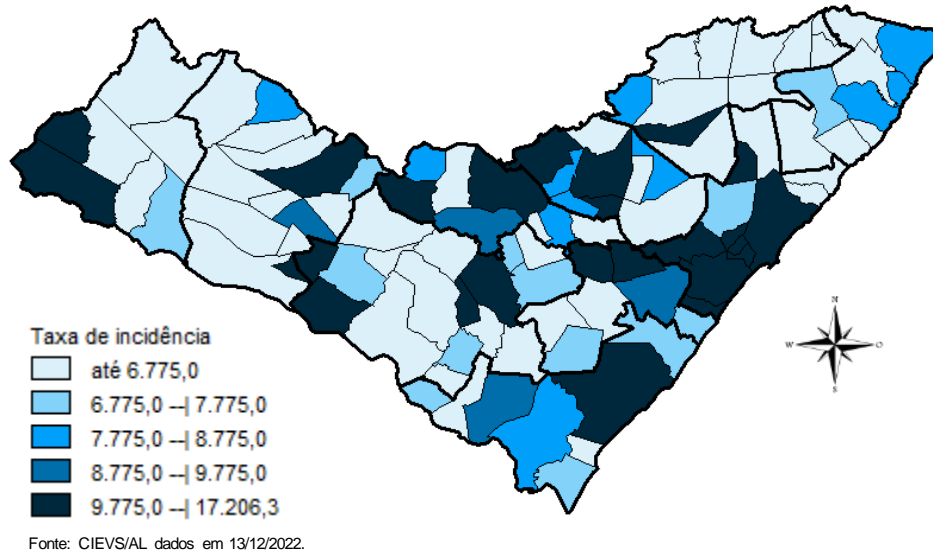 Taxa de incidência
até 6.775,0
6.775,0 --| 7.775,0
7.775,0 --| 8.775,0
8.775,0 --| 9.775,0
9.775,0 --| 17.206,3
N
W O
S
Fonte: CIEVS/AL dados em 13/12/2022.